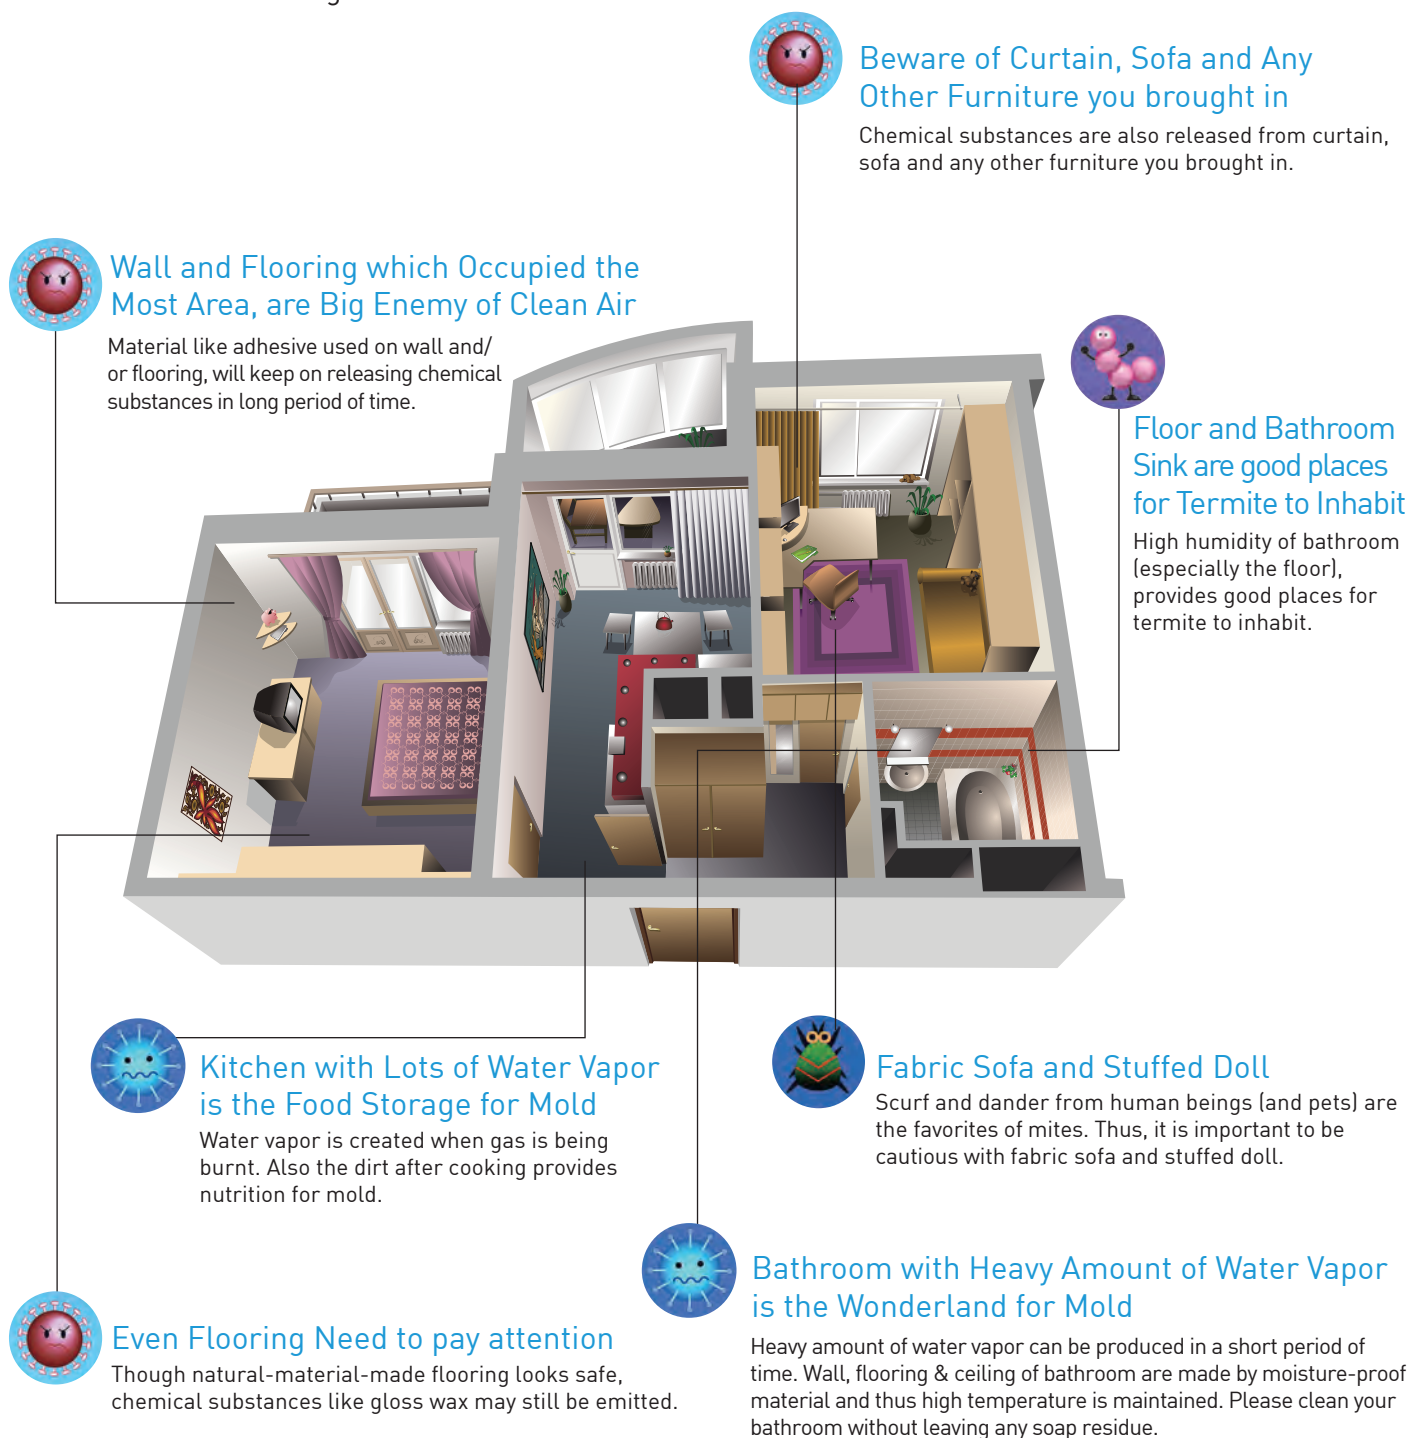 Beware of Curtain, Sofa and Any
Other Furniture you brought in
Chemical substances are also released from curtain,
sofa and any other furniture you brought in.
Wall and Flooring which Occupied the
Most Area, are Big Enemy of Clean Air
Material like adhesive used on wall and/
or flooring, will keep on releasing chemical
substances in long period of time.
Floor and Bathroom
Sink are good places
for Termite to Inhabit
High humidity of bathroom
(especially the floor),
provides good places for
termite to inhabit.
Kitchen with Lots of Water Vapor
is the Food Storage for Mold
Water vapor is created when gas is being
burnt. Also the dirt after cooking provides
nutrition for mold.
Fabric Sofa and Stuffed Doll
Scurf and dander from human beings (and pets) are
the favorites of mites. Thus, it is important to be
cautious with fabric sofa and stuffed doll.
Bathroom with Heavy Amount of Water Vapor
is the Wonderland for Mold
Heavy amount of water vapor can be produced in a short period of
time. Wall, flooring & ceiling of bathroom are made by moisture-proof
material and thus high temperature is maintained. Please clean your
bathroom without leaving any soap residue.
Even Flooring Need to pay attention
Though natural-material-made flooring looks safe,
chemical substances like gloss wax may still be emitted.